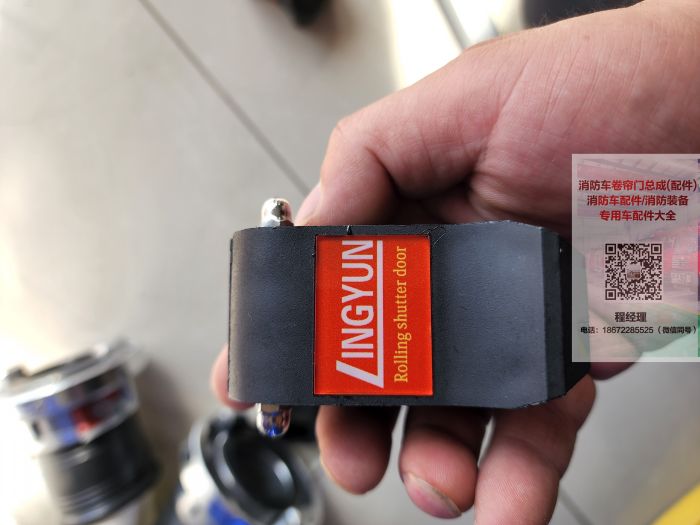 LINGYUN
Rolling shutter door
消防车卷帘门总成(配件)
消防车配件/消防装备
专用车配件大全
程经理
电话：18672285525（微信同号）